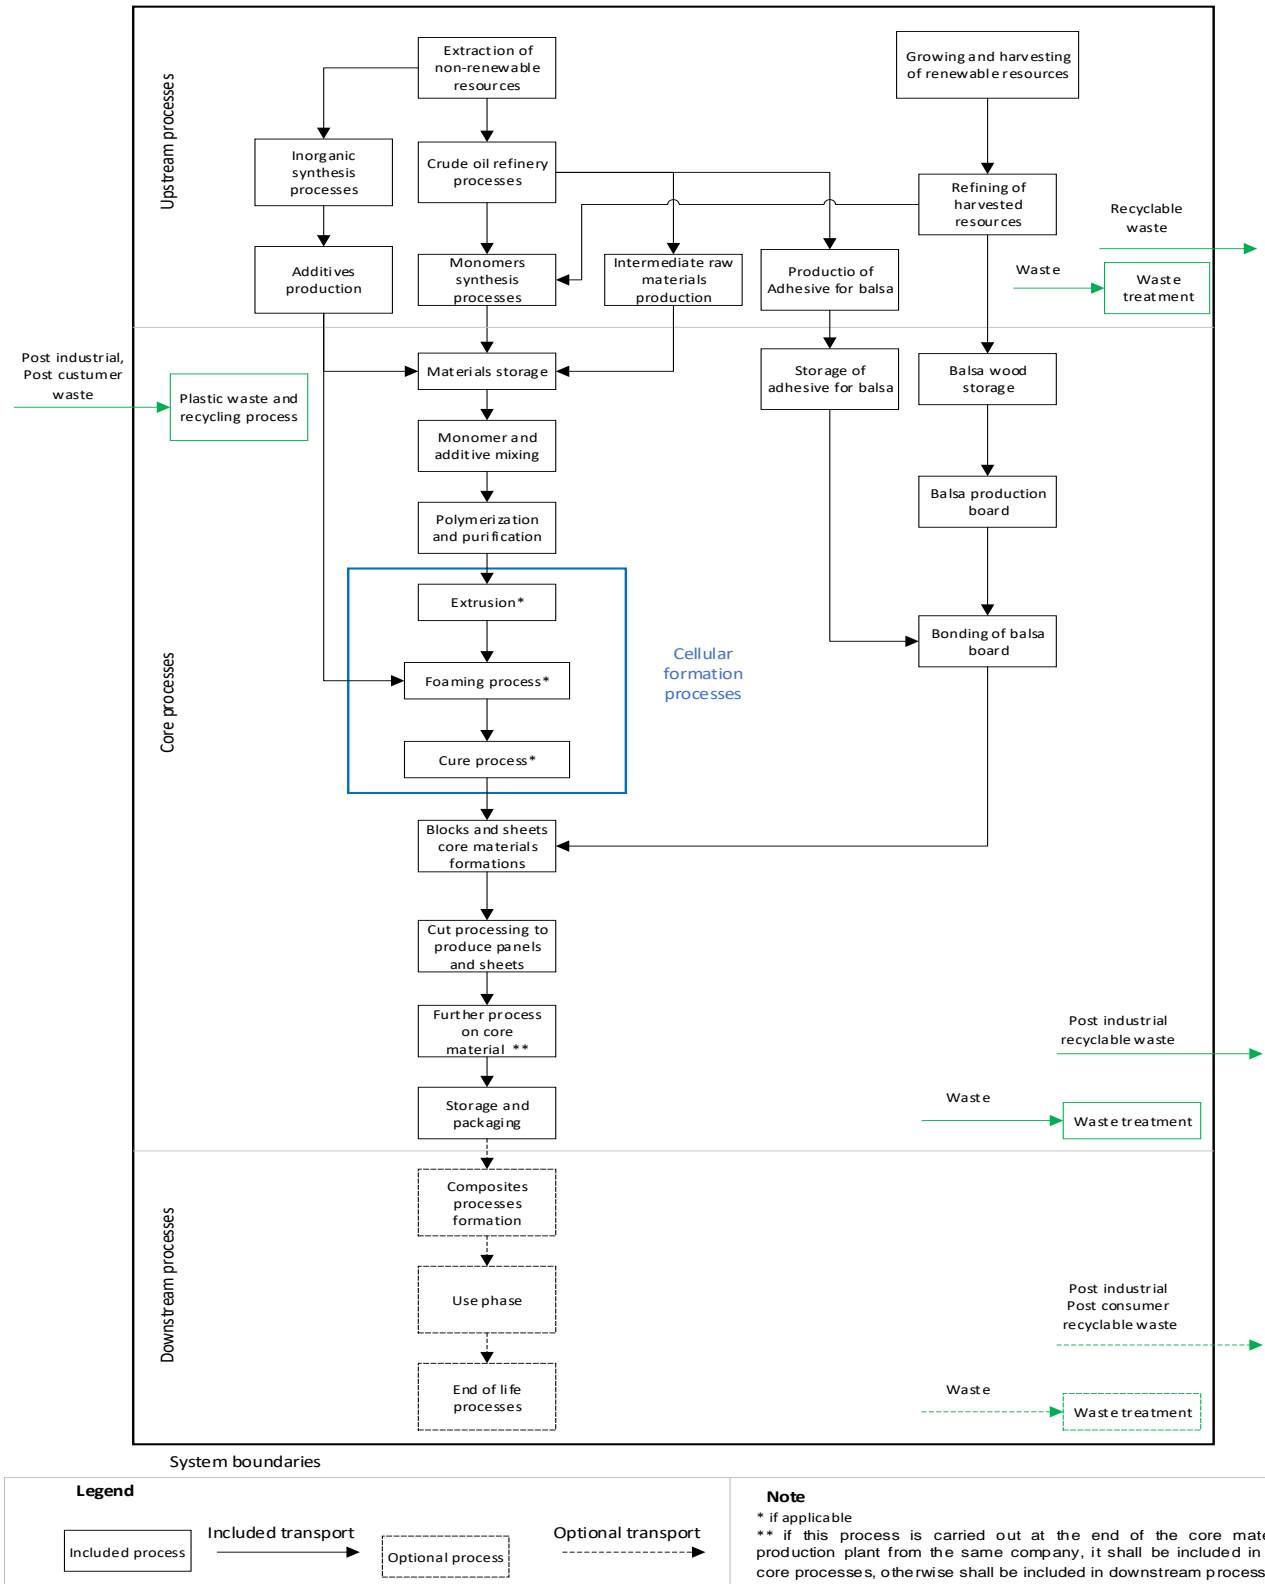 Upstream processes
Extraction of
non-renewable
resources
Growing and harvesting
of renewable resources
Inorganic
synthesis
processes
Crude oil refinery
processes
Refining of
harvested
resources
Recyclable
waste
Additives
production
Monomers
synthesis
processes
Intermediate raw
materials
production
Productio of
Adhesive for balsa
Waste
Waste
treatment
Core processes
Post industrial,
Post custumer
waste
Plastic waste and
recycling process
Materials storage
Storage of
adhesive for balsa
Balsa wood
storage
Monomer and
additive mixing
Balsa production
board
Polymerization
and purification
Extrusion*
Bonding of balsa
board
Cellular
formation
processes
Foaming process*
Cure process*
Blocks and sheets
core materials
formations
Cut processing to
produce panels
and sheets
Further process
on core
material **
Post industrial
recyclable waste
Storage and
packaging
Waste
Waste treatment
Downstream processes
Composites
processes
formation
Use phase
Post industrial
Post consumer
recyclable waste
End of life
processes
Waste
Waste treatment
System boundaries
Legend
Included process
Included transport
Optional process
Optional transport
Note
* if applicable
** if this process is carried out at the end of the core mate
production plant from the same company, it shall be included in
core processes, otherwise shall be included in downstream process